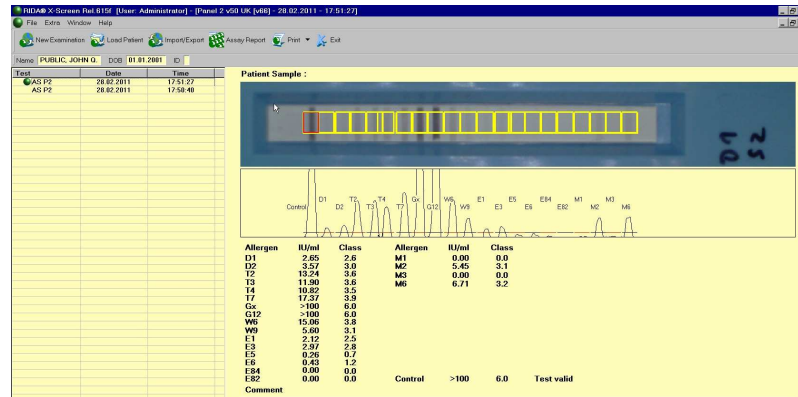 RIDA® X-Screen Rel.615f [User: Administrator] - [Panel 2 v50 UK [v66] - 28.02.2011 - 17:51:27]
File Extra Window Help
New Examination Load Patient Import/Export Assay Report Print Exit
Name PUBLIC, JOHN Q. DOB 01.01.2001 ID
Test Date Time
AS P2 28.02.2011 17:51:27
AS P2 28.02.2011 17:50:40
Patient Sample :
D1
S2
Control D1 D2 T2 T3 T4 T7 Gx G12 W6 W9 E1 E3 E5 E6 E84 E82 M1 M2 M3 M6
Allergen IU/ml Class Allergen IU/ml Class
D1 2.65 2.6 M1 0.00 0.0
D2 3.57 3.0 M2 5.45 3.1
T2 13.24 3.6 M3 0.00 0.0
T3 11.90 3.6 M6 6.71 3.2
T4 10.82 3.5
T7 17.37 3.9
Gx >100 6.0
G12 >100 6.0
W6 15.06 3.8
W9 5.60 3.1
E1 2.12 2.5
E3 2.97 2.8
E5 0.26 0.7
E6 0.43 1.2
E84 0.00 0.0
E82 0.00 0.0 Control >100 6.0 Test valid
Comment